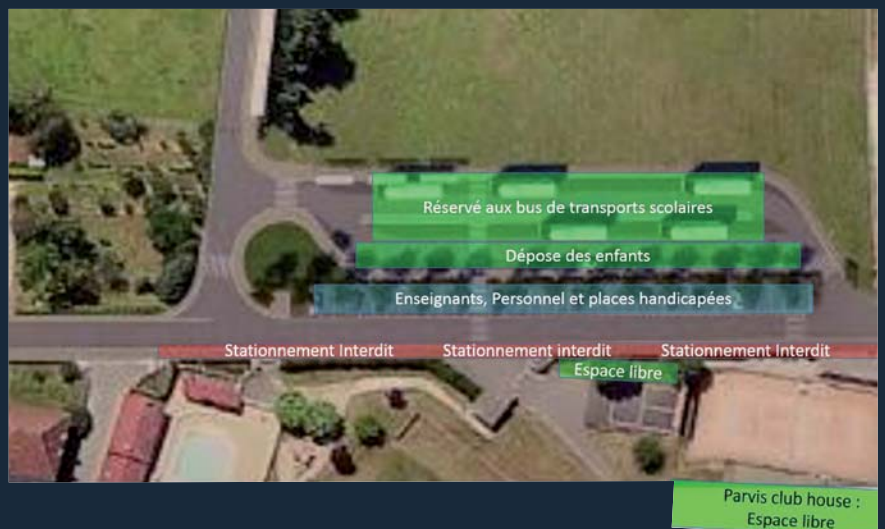 Réservé aux bus de transports scolaires
Dépose des enfants
Enseignants, Personnel et places handicapées
Stationnement Interdit Stationnement interdit Stationnement Interdit
Espace libre
Parvis club house :
Espace libre